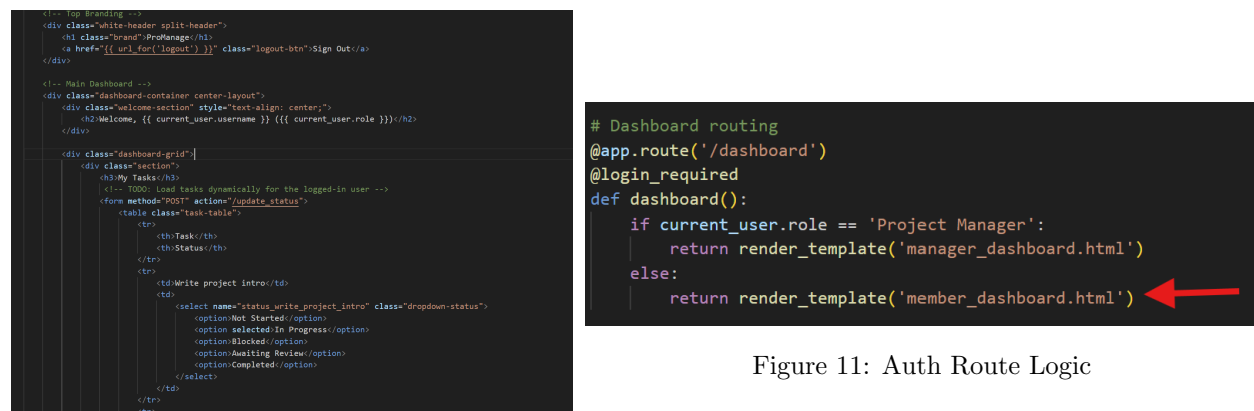 <!-- Top Branding -->
<div class="white-header split-header">
<h1 class="brand">ProManage</h1>
<a href="{{ url_for('logout') }}" class="logout-btn">Sign Out</a>
</div>
<!-- Main Dashboard -->
<div class="dashboard-container center-layout">
<div class="welcome-section" style="text-align: center;">
<h2>Welcome, {{ current_user.username }} ({{ current_user.role }})</h2>
</div>
<div class="dashboard-grid">
<div class="section">
<h3>My Tasks</h3>
<!-- TODO: Load tasks dynamically for the logged-in user -->
<form method="POST" action="/update_status">
<table class="task-table">
<tr>
<th>Task</th>
<th>Status</th>
</tr>
<tr>
<td>Write project intro</td>
<td>
<select name="status_write_project_intro" class="dropdown-status">
<option>Not Started</option>
<option selected>In Progress</option>
<option>Blocked</option>
<option>Awaiting Review</option>
<option>Completed</option>
</select>
</td>
</tr>
# Dashboard routing
@app.route('/dashboard')
@login_required
def dashboard():
if current_user.role == 'Project Manager':
return render_template('manager_dashboard.html')
else:
return render_template('member_dashboard.html')
Figure 11: Auth Route Logic